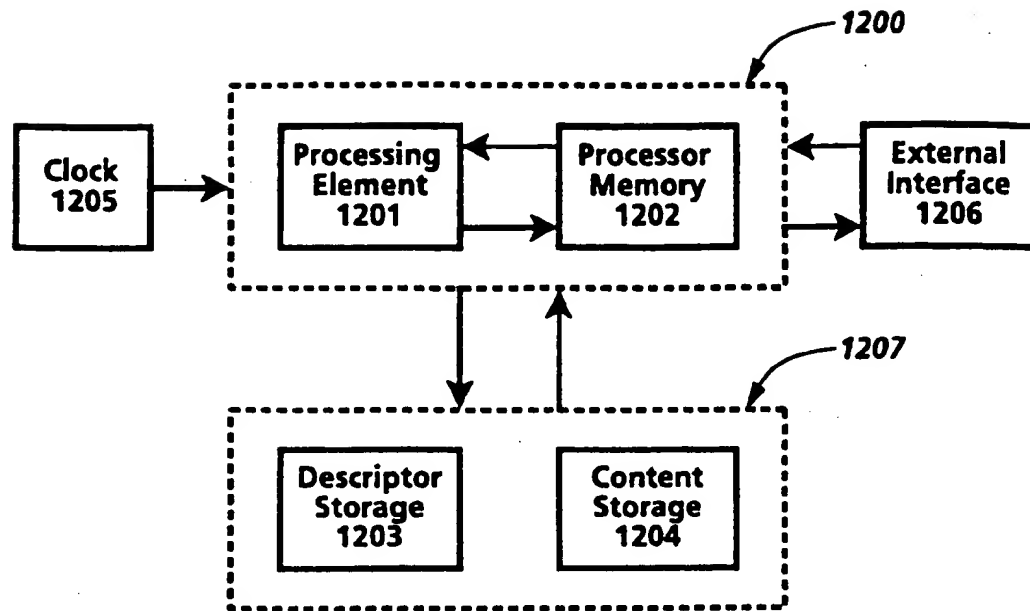 1200
Clock
1205
Processing
Element
1201
Processor
Memory
1202
External
Interface
1206
1207
Descriptor
Storage
1203
Content
Storage
1204